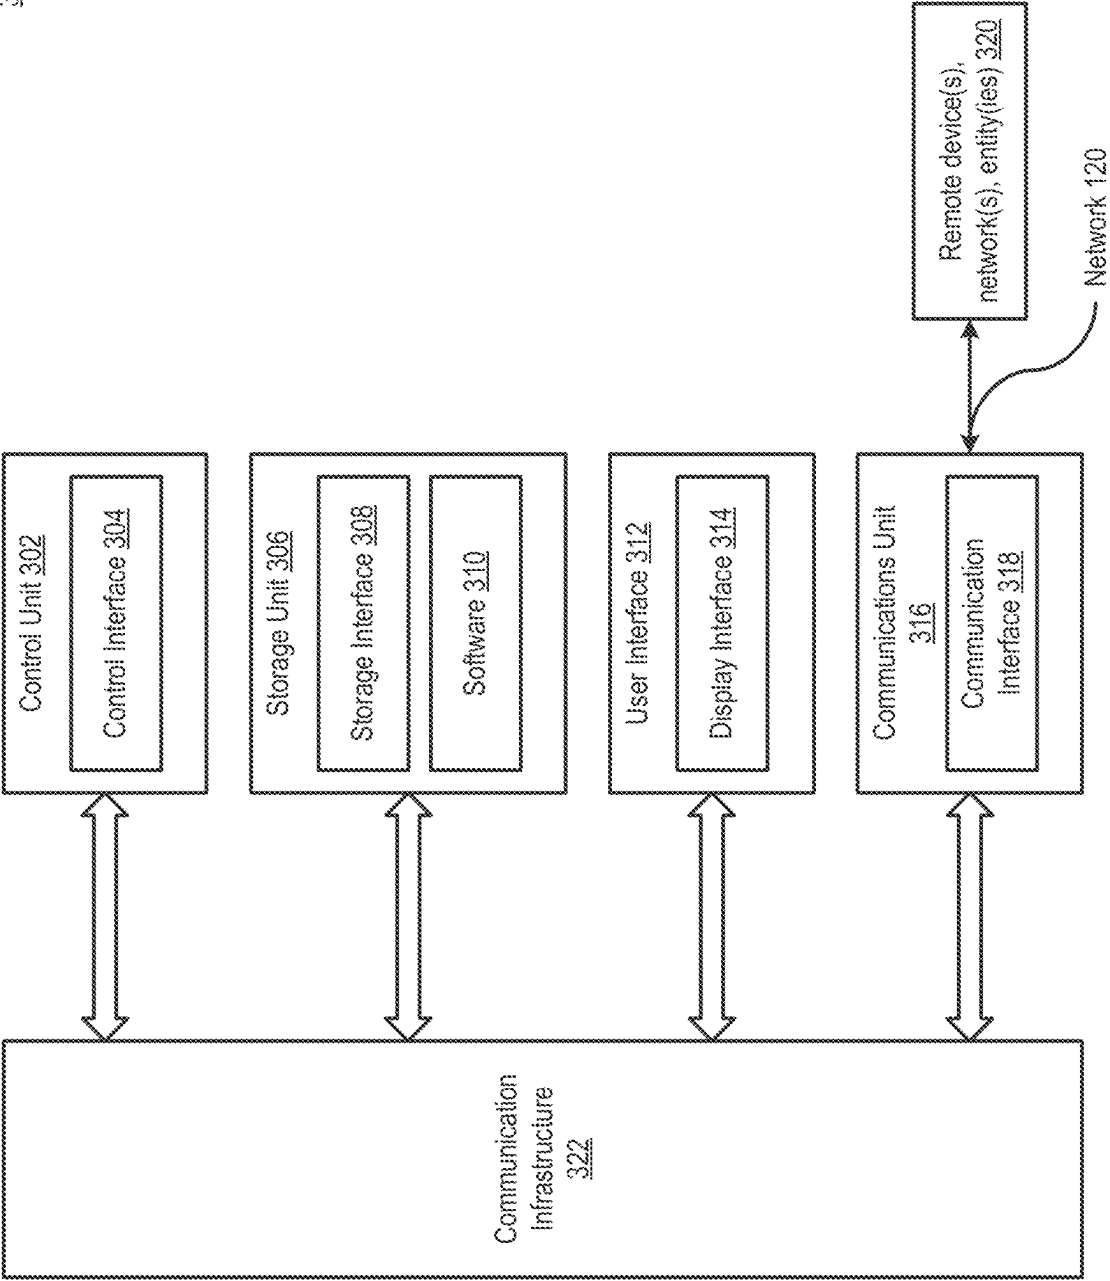 Control Unit 302
Control Interface 304
Storage Unit 306
Storage Interface 308
Software 310
User Interface 312
Display Interface 314
Communications Unit
316
Communication
Interface 318
Remote device(s),
network(s), entity(ies) 320
Network 120
Communication
Infrastructure
322